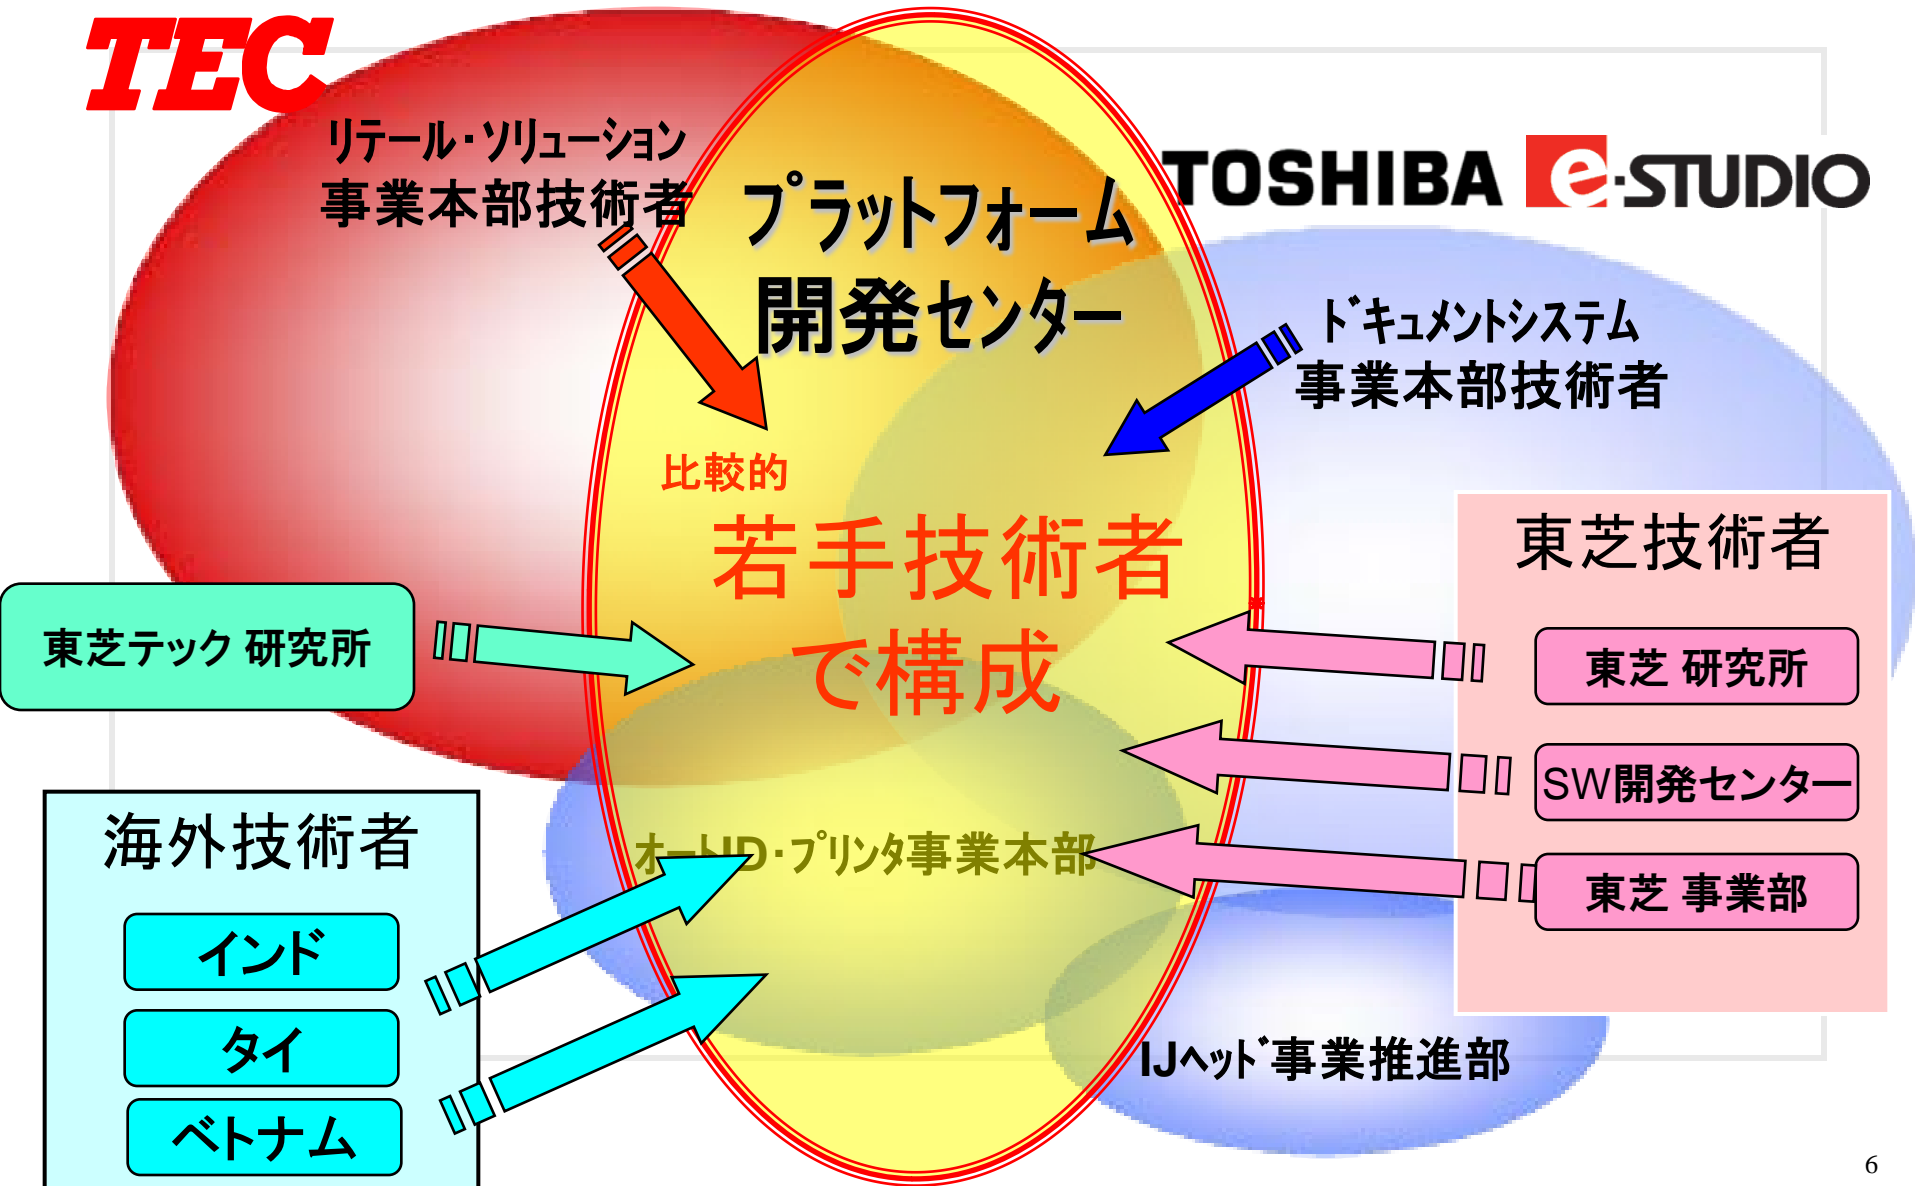 TEC
リテール・ソリューション
事業本部技術者
プラットフォーム
開発センター
TOSHIBA e-STUDIO
ドキュメントシステム
事業本部技術者
比較的
若手技術者
で構成
東芝技術者
東芝 研究所
SW開発センター
東芝 事業部
東芝テック 研究所
オートID・プリンタ事業本部
海外技術者
インド
タイ
ベトナム
IJヘッド事業推進部
6